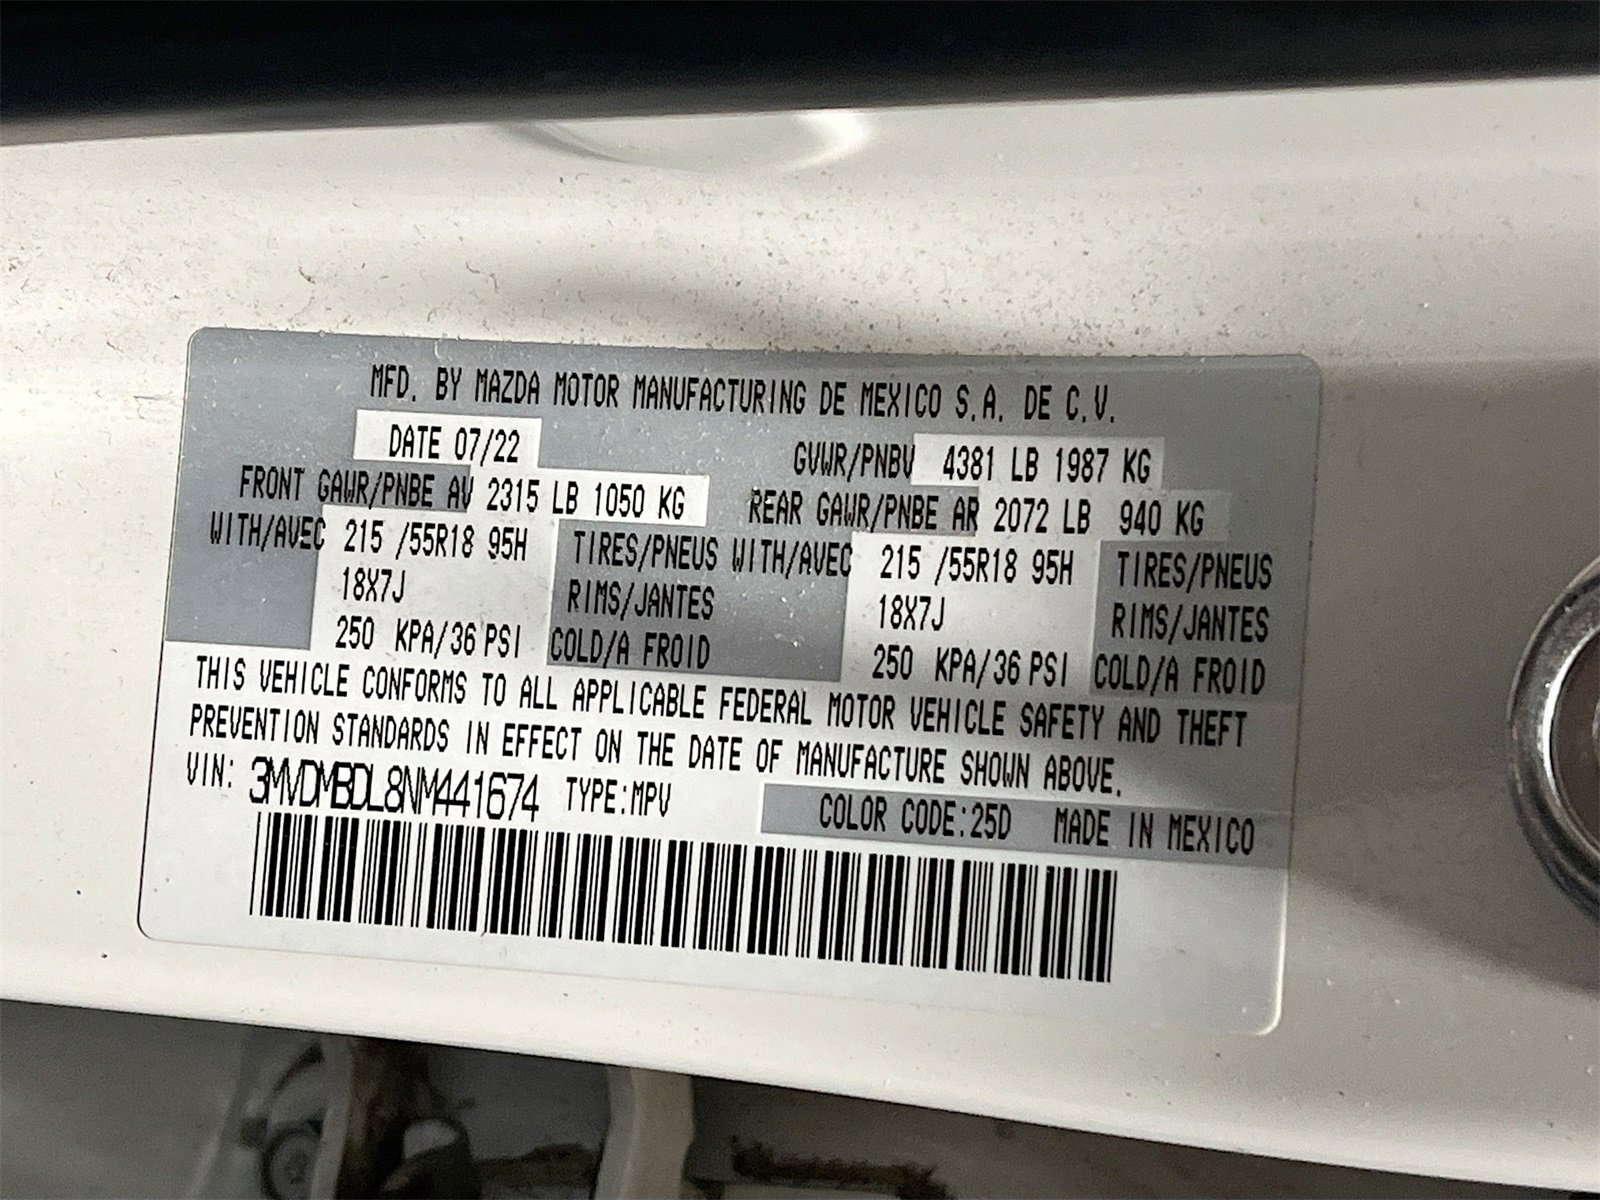 MFD. BY MAZDA MOTOR MANUFACTURING DE MEXICO S.A. DE C.V.
DATE 07/22 GVWR/PNBV 4381 LB 1987 KG
FRONT GAWR/PNBE AV 2315 LB 1050 KG REAR GAWR/PNBE AR 2072 LB 940 KG
WITH/AVEC 215 /55R18 95H TIRES/PNEUS WITH/AVEC 215 /55R18 95H TIRES/PNEUS
18X7J RIMS/JANTES 18X7J RIMS/JANTES
250 KPA/36 PSI COLD/A FROID 250 KPA/36 PSI COLD/A FROID
THIS VEHICLE CONFORMS TO ALL APPLICABLE FEDERAL MOTOR VEHICLE SAFETY AND THEFT
PREVENTION STANDARDS IN EFFECT ON THE DATE OF MANUFACTURE SHOWN ABOVE.
VIN: 3MVDMBDL8NM441674 TYPE:MPV COLOR CODE:25D MADE IN MEXICO